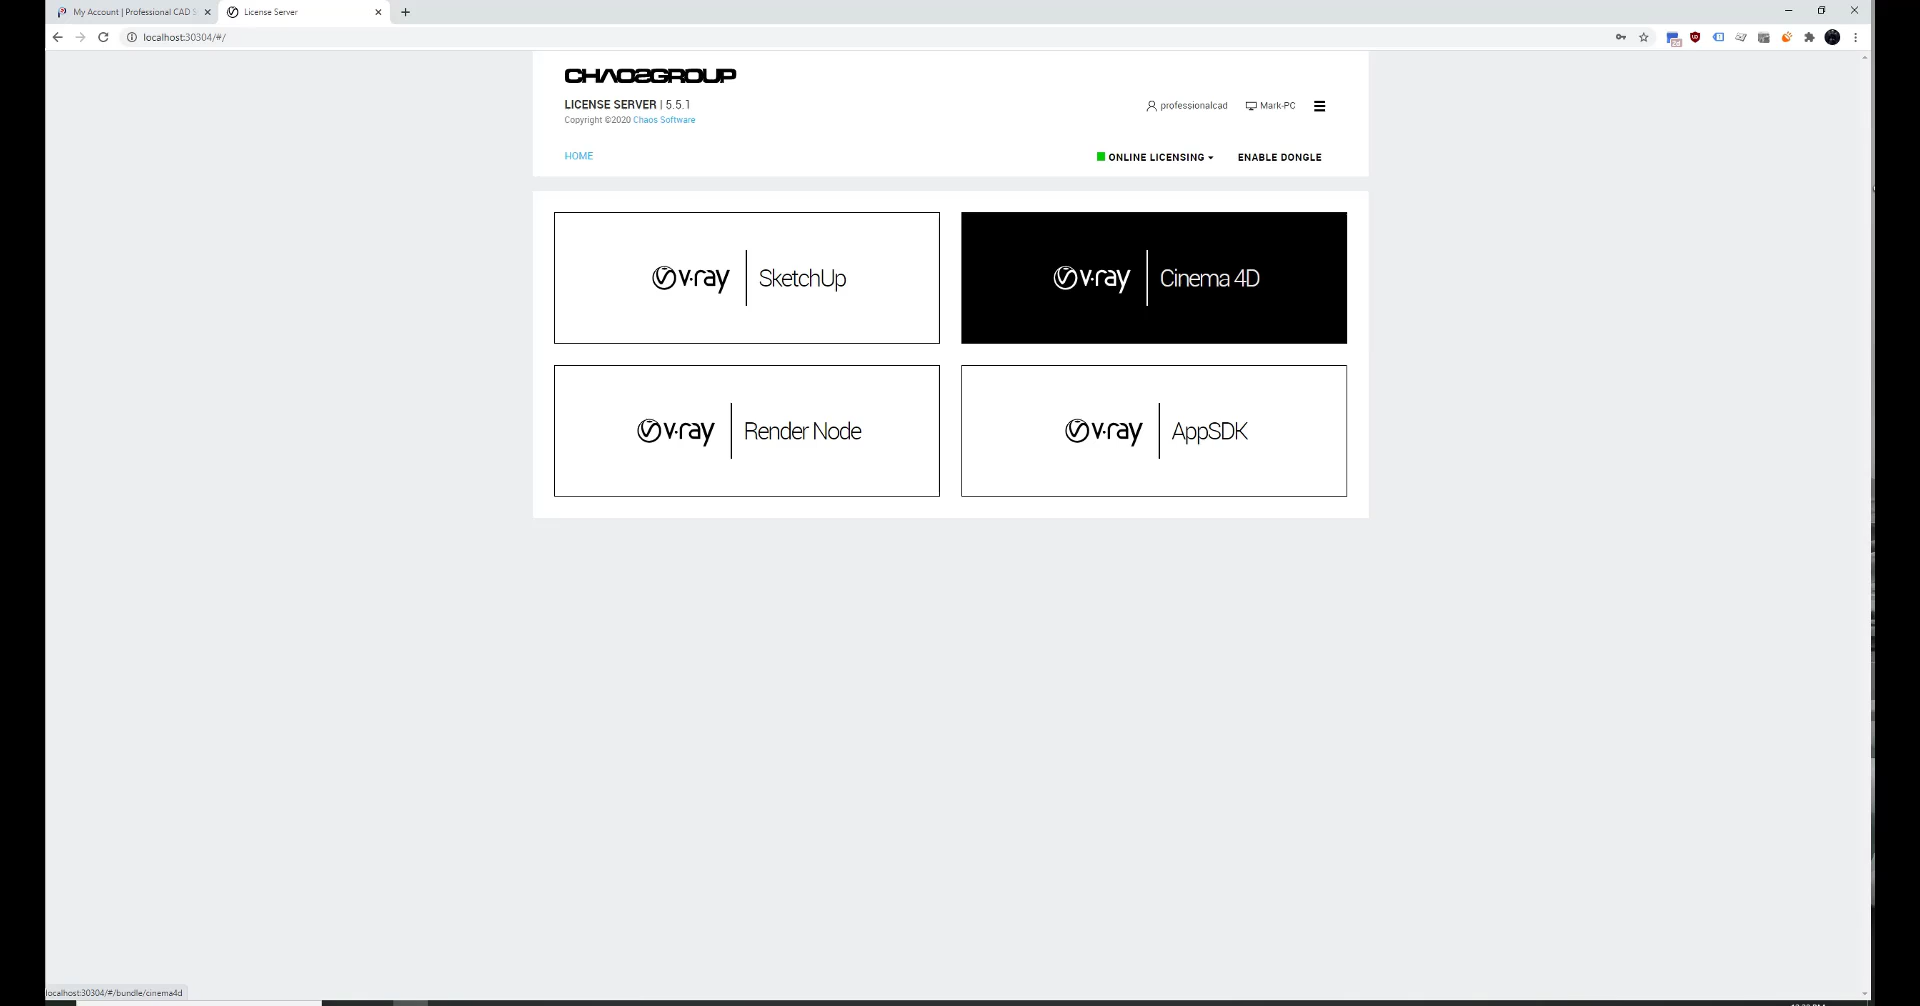 My Account | Professional CAD S
License Server
localhost:30304/#/
CHAOSGROUP
LICENSE SERVER | 5.5.1
professionalcad
Mark-PC
Copyright ©2020 Chaos Software
HOME
ONLINE LICENSING
ENABLE DONGLE
v·ray | SketchUp
v·ray | Cinema 4D
v·ray | Render Node
v·ray | AppSDK
localhost:30304/#/bundle/cinema4d